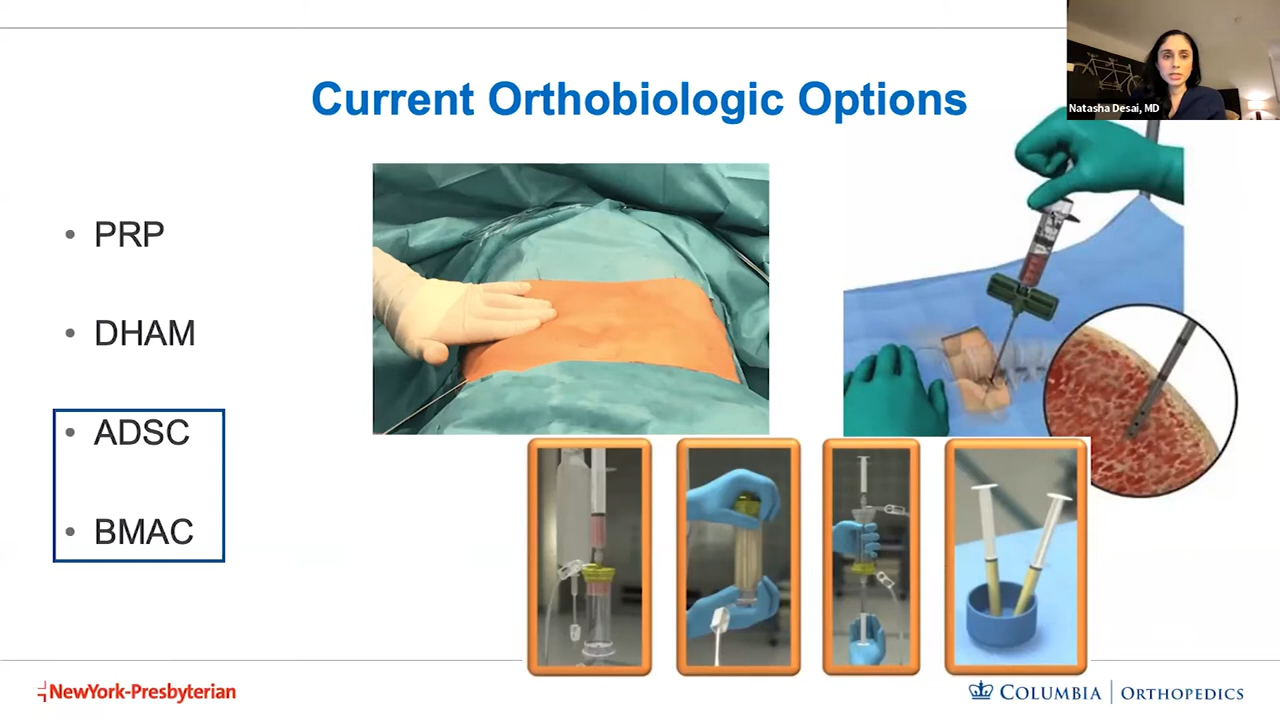 Current Orthobiologic Options
Natasha Desai, MD
• PRP
• DHAM
• ADSC
• BMAC
NewYork-Presbyterian
COLUMBIA | ORTHOPEDICS